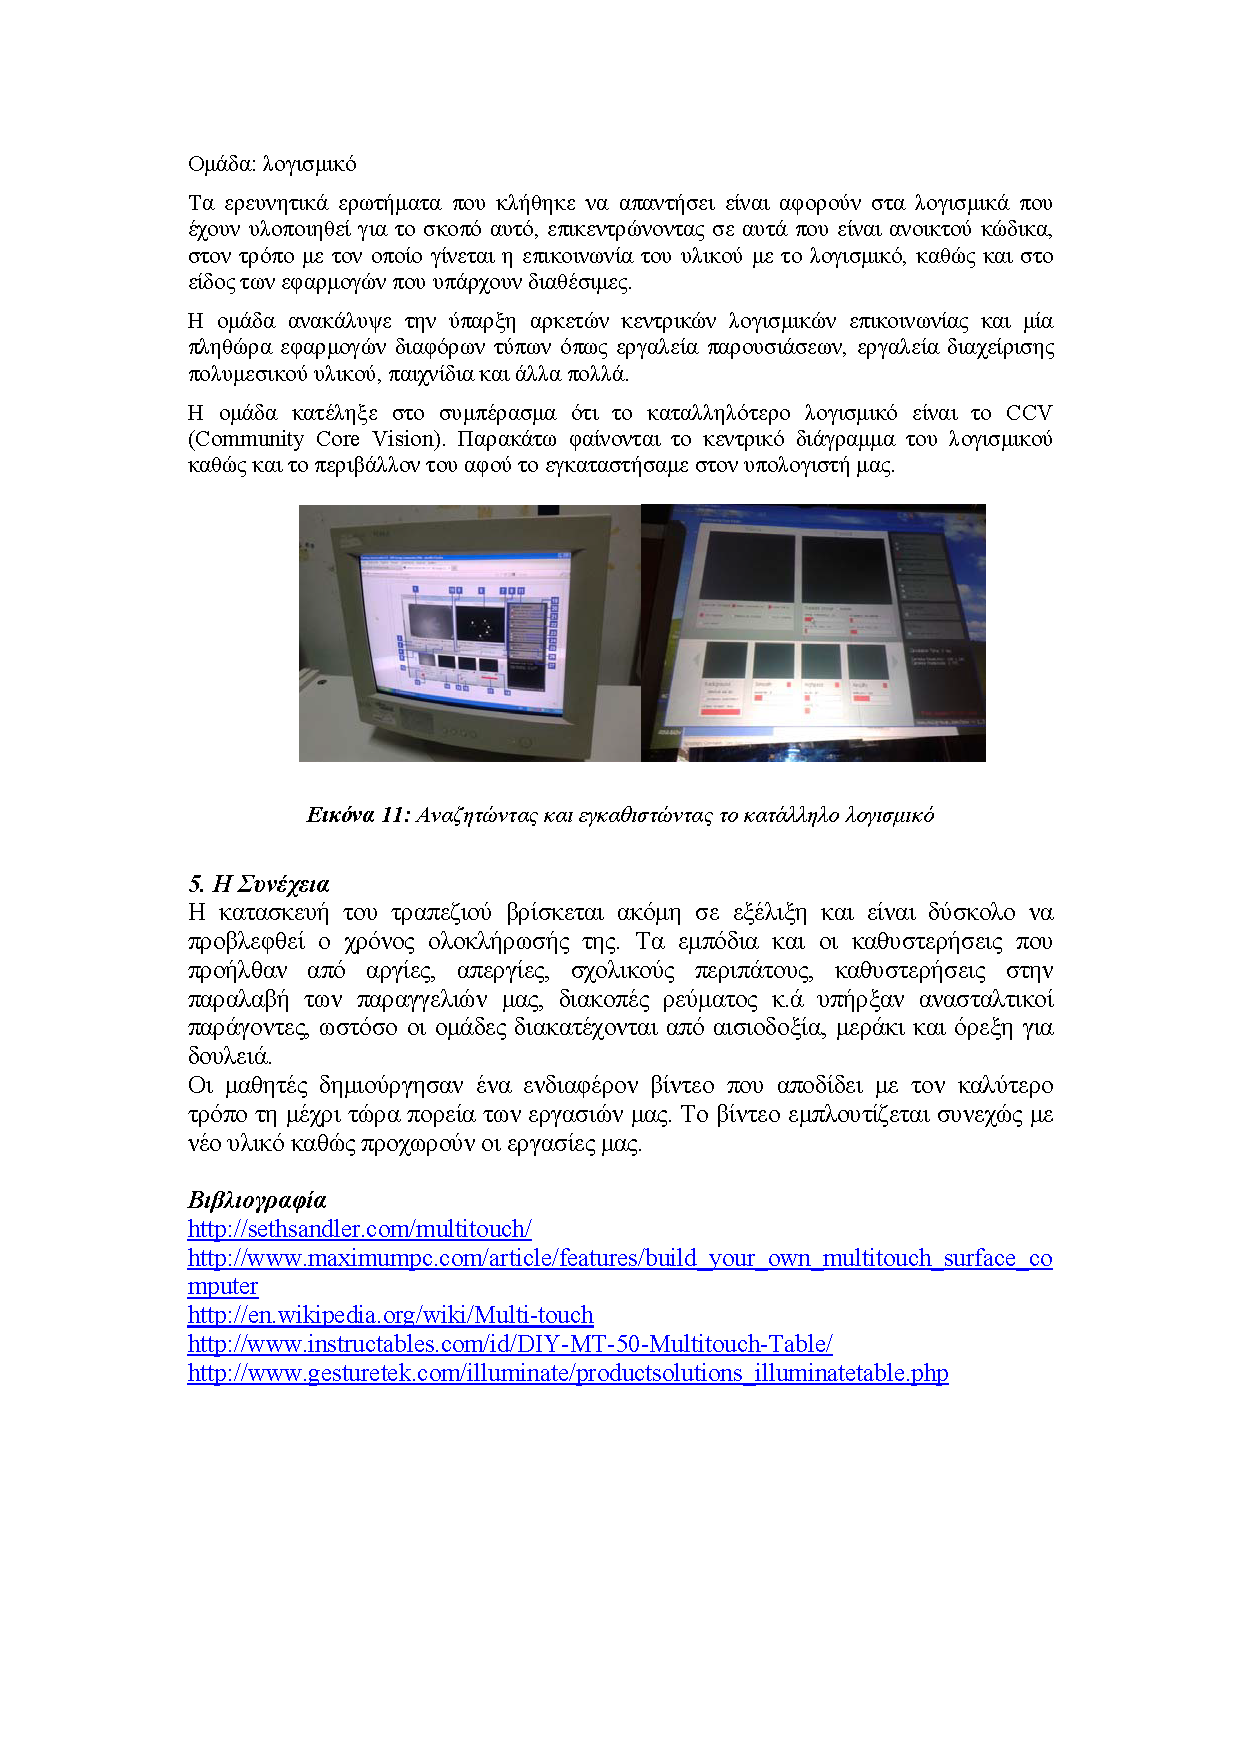 Ομάδα: λογισμικό
Τα ερευνητικά ερωτήματα που κλήθηκε να απαντήσει είναι αφορούν στα λογισμικά που
έχουν υλοποιηθεί για το σκοπό αυτό, επικεντρώνοντας σε αυτά που είναι ανοικτού κώδικα,
στον τρόπο με τον οποίο γίνεται η επικοινωνία του υλικού με το λογισμικό, καθώς και στο
είδος των εφαρμογών που υπάρχουν διαθέσιμες.
Η ομάδα ανακάλυψε την ύπαρξη αρκετών κεντρικών λογισμικών επικοινωνίας και μία
πληθώρα εφαρμογών διαφόρων τύπων όπως εργαλεία παρουσιάσεων, εργαλεία διαχείρισης
πολυμεσικού υλικού, παιχνίδια και άλλα πολλά.
Η ομάδα κατέληξε στο συμπέρασμα ότι το καταλληλότερο λογισμικό είναι το CCV
(Community Core Vision). Παρακάτω φαίνονται το κεντρικό διάγραμμα του λογισμικού
καθώς και το περιβάλλον του αφού το εγκαταστήσαμε στον υπολογιστή μας.
Εικόνα 11: Αναζητώντας και εγκαθιστώντας το κατάλληλο λογισμικό
5. Η Συνέχεια
Η κατασκευή του τραπεζιού βρίσκεται ακόμη σε εξέλιξη και είναι δύσκολο να
προβλεφθεί ο χρόνος ολοκλήρωσής της. Τα εμπόδια και οι καθυστερήσεις που
προήλθαν από αργίες, απεργίες, σχολικούς περιπάτους, καθυστερήσεις στην
παραλαβή των παραγγελιών μας, διακοπές ρεύματος κ.ά υπήρξαν ανασταλτικοί
παράγοντες, ωστόσο οι ομάδες διακατέχονται από αισιοδοξία, μεράκι και όρεξη για
δουλειά.
Οι μαθητές δημιούργησαν ένα ενδιαφέρον βίντεο που αποδίδει με τον καλύτερο
τρόπο τη μέχρι τώρα πορεία των εργασιών μας. Το βίντεο εμπλουτίζεται συνεχώς με
νέο υλικό καθώς προχωρούν οι εργασίες μας.
Βιβλιογραφία
http://sethsandler.com/multitouch/
http://www.maximumpc.com/article/features/build_your_own_multitouch_surface_co
mputer
http://en.wikipedia.org/wiki/Multi-touch
http://www.instructables.com/id/DIY-MT-50-Multitouch-Table/
http://www.gesturetek.com/illuminate/productsolutions_illuminatetable.php